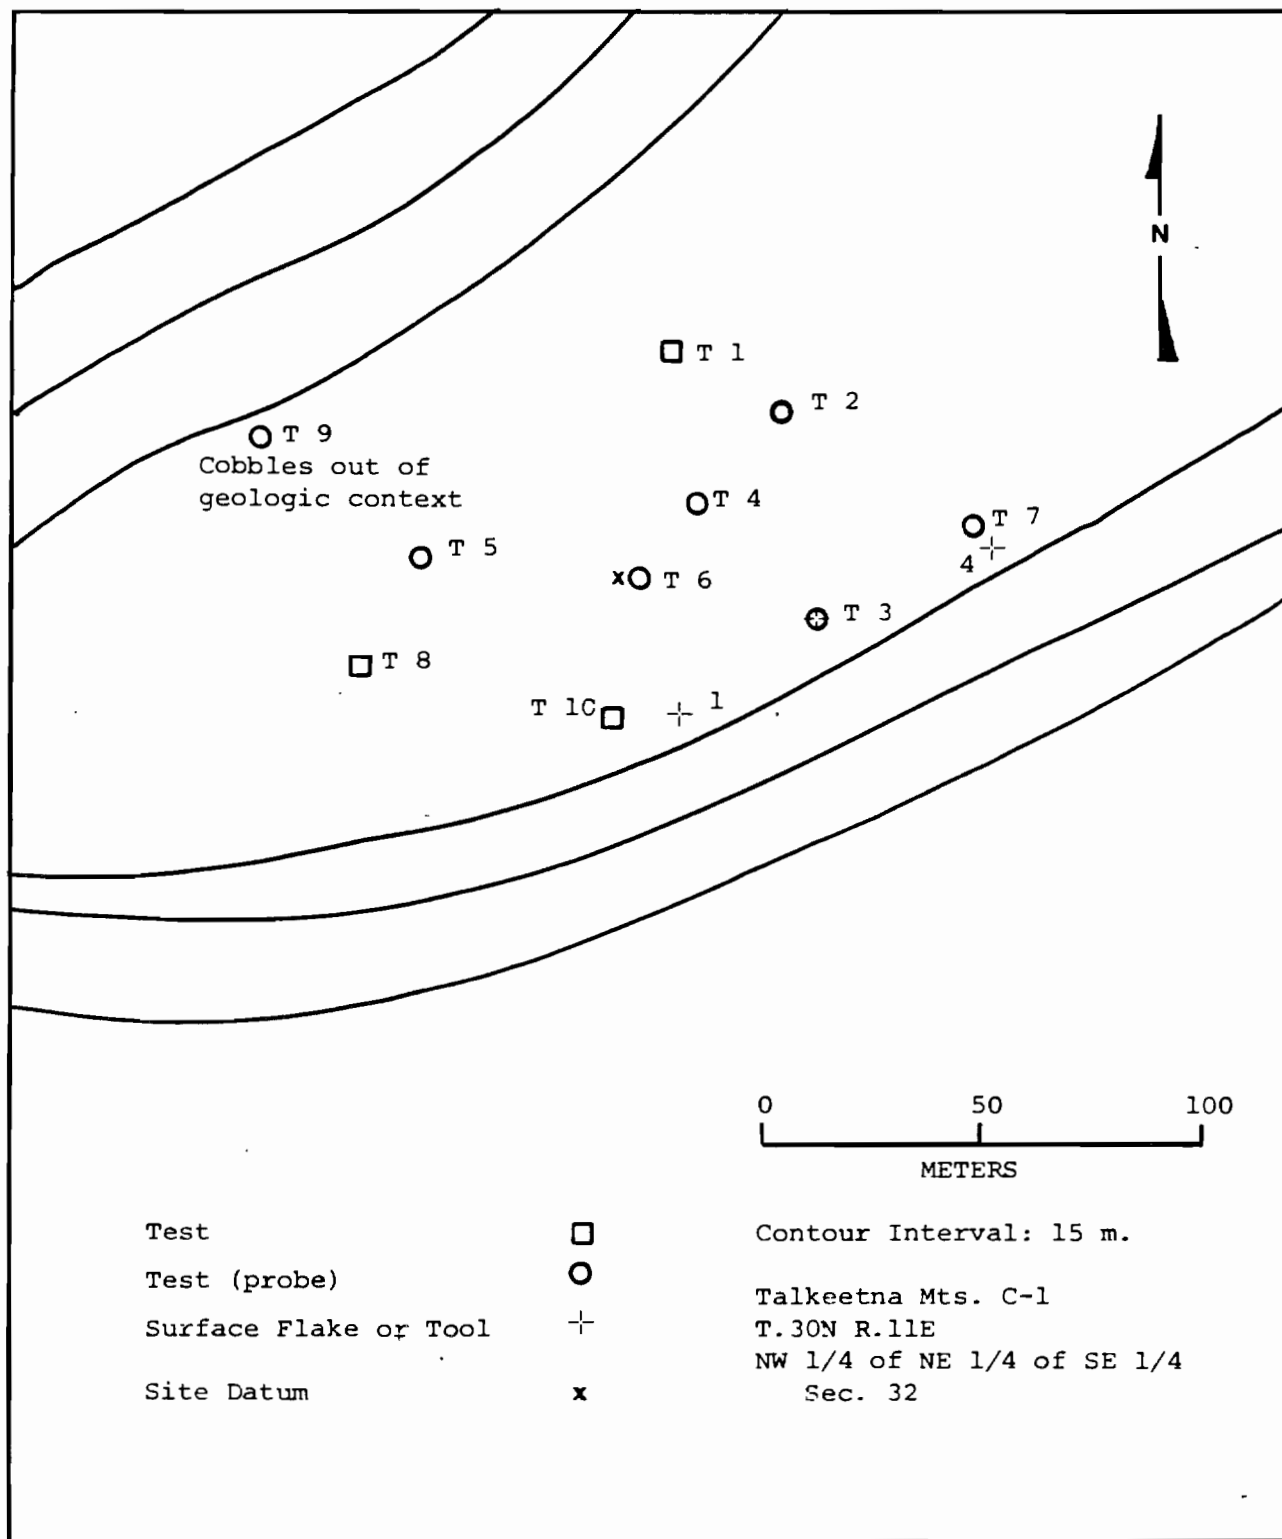 N
T 1
T 2
T 9
Cobbles out of
geologic context
T 4
T 7
4
T 5
x T 6
T 3
T 8
T 10
1
0 50 100
METERS
Test
Test (probe)
Surface Flake or Tool
Site Datum x
Contour Interval: 15 m.
Talkeetna Mts. C-1
T.30N R.11E
NW 1/4 of NE 1/4 of SE 1/4
Sec. 32